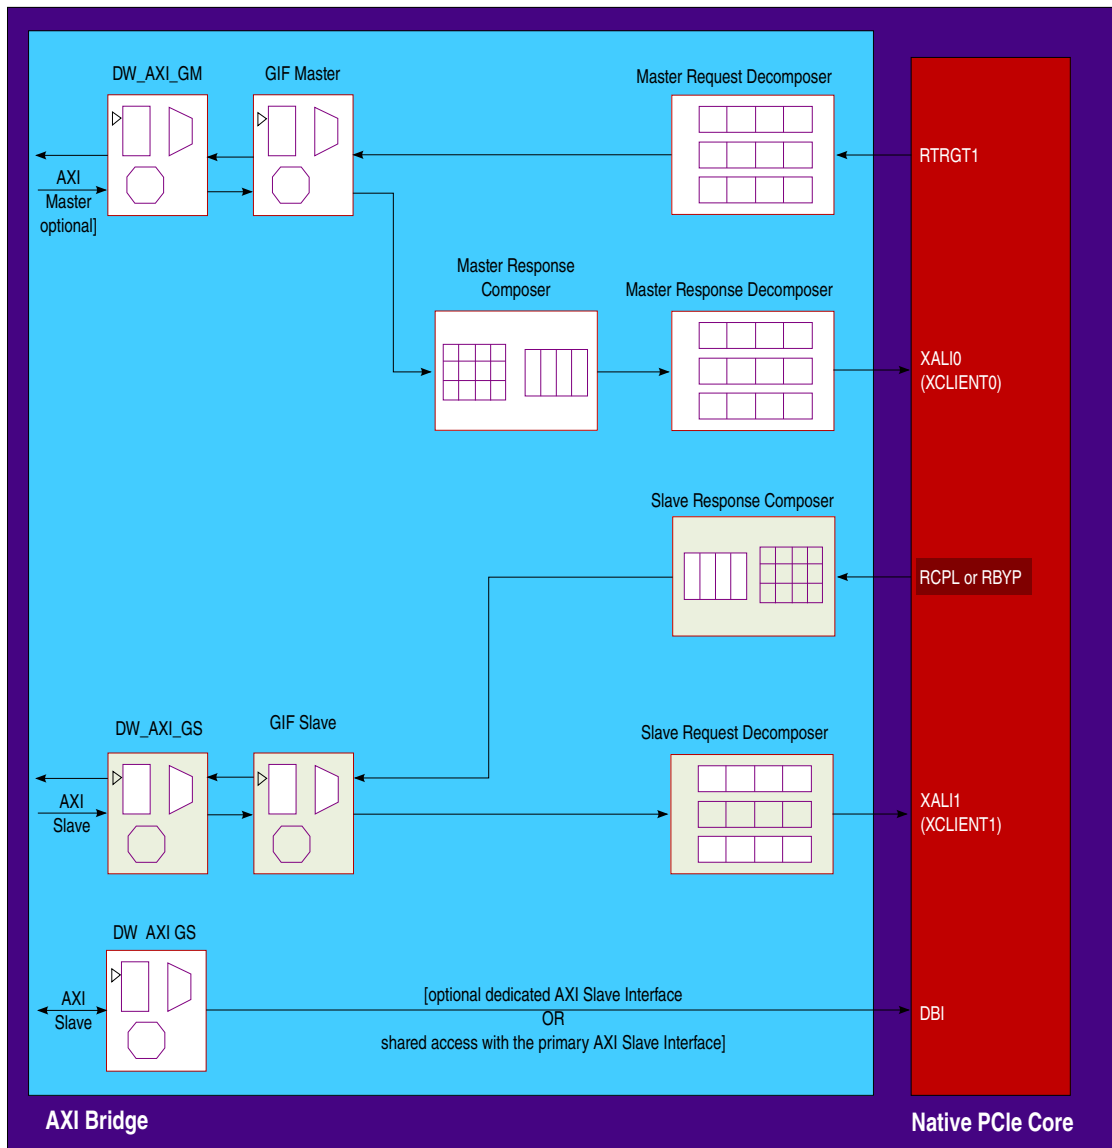 DW_AXI_GM
GIF Master
Master Request Decomposer
AXI
Master
optional]
RTRGT1
Master Response
Composer
Master Response Decomposer
XALI0
(XCLIENT0)
Slave Response Composer
RCPL or RBYP
DW_AXI_GS
GIF Slave
Slave Request Decomposer
AXI
Slave
XALI1
(XCLIENT1)
DW AXI GS
AXI
Slave
[optional dedicated AXI Slave Interface
OR
shared access with the primary AXI Slave Interface]
DBI
AXI Bridge
Native PCIe Core